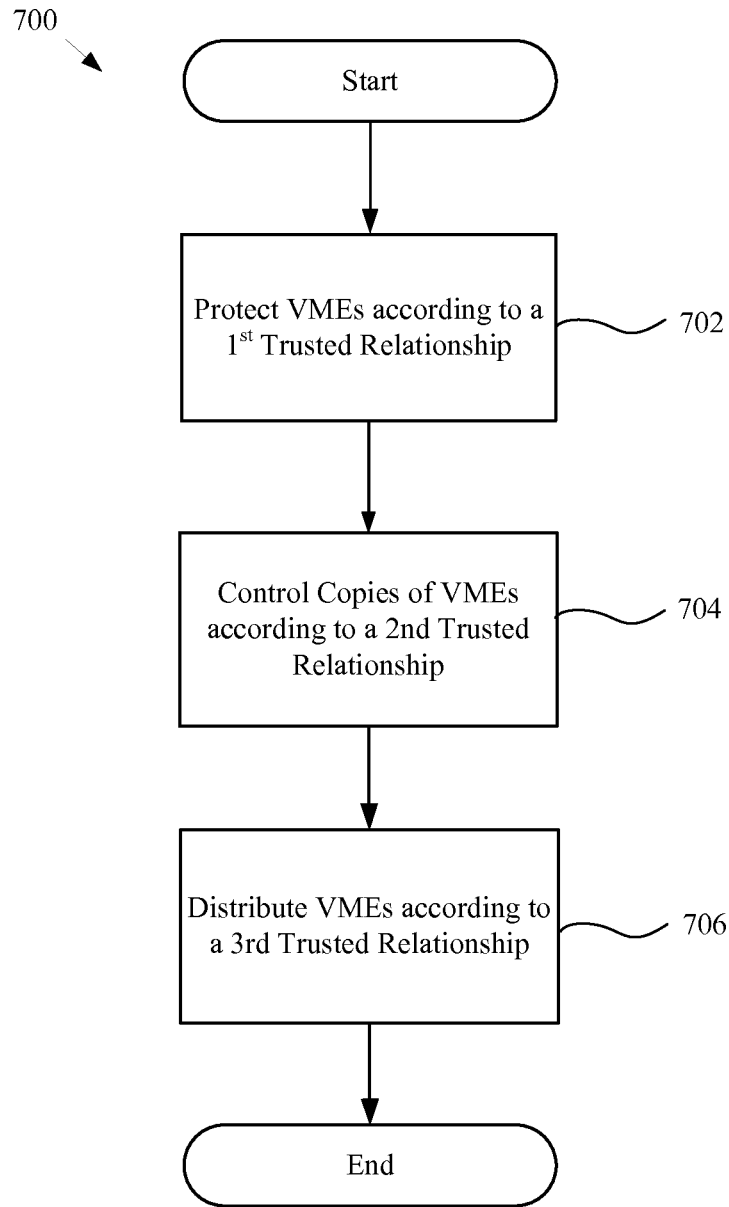 700
Start
Protect VMEs according to a
1st Trusted Relationship
702
Control Copies of VMEs
according to a 2nd Trusted
Relationship
704
Distribute VMEs according to
a 3rd Trusted Relationship
706
End